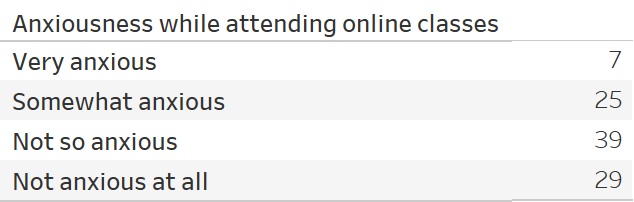 Anxiousness while attending online classes
Very anxious 7
Somewhat anxious 25
Not so anxious 39
Not anxious at all 29